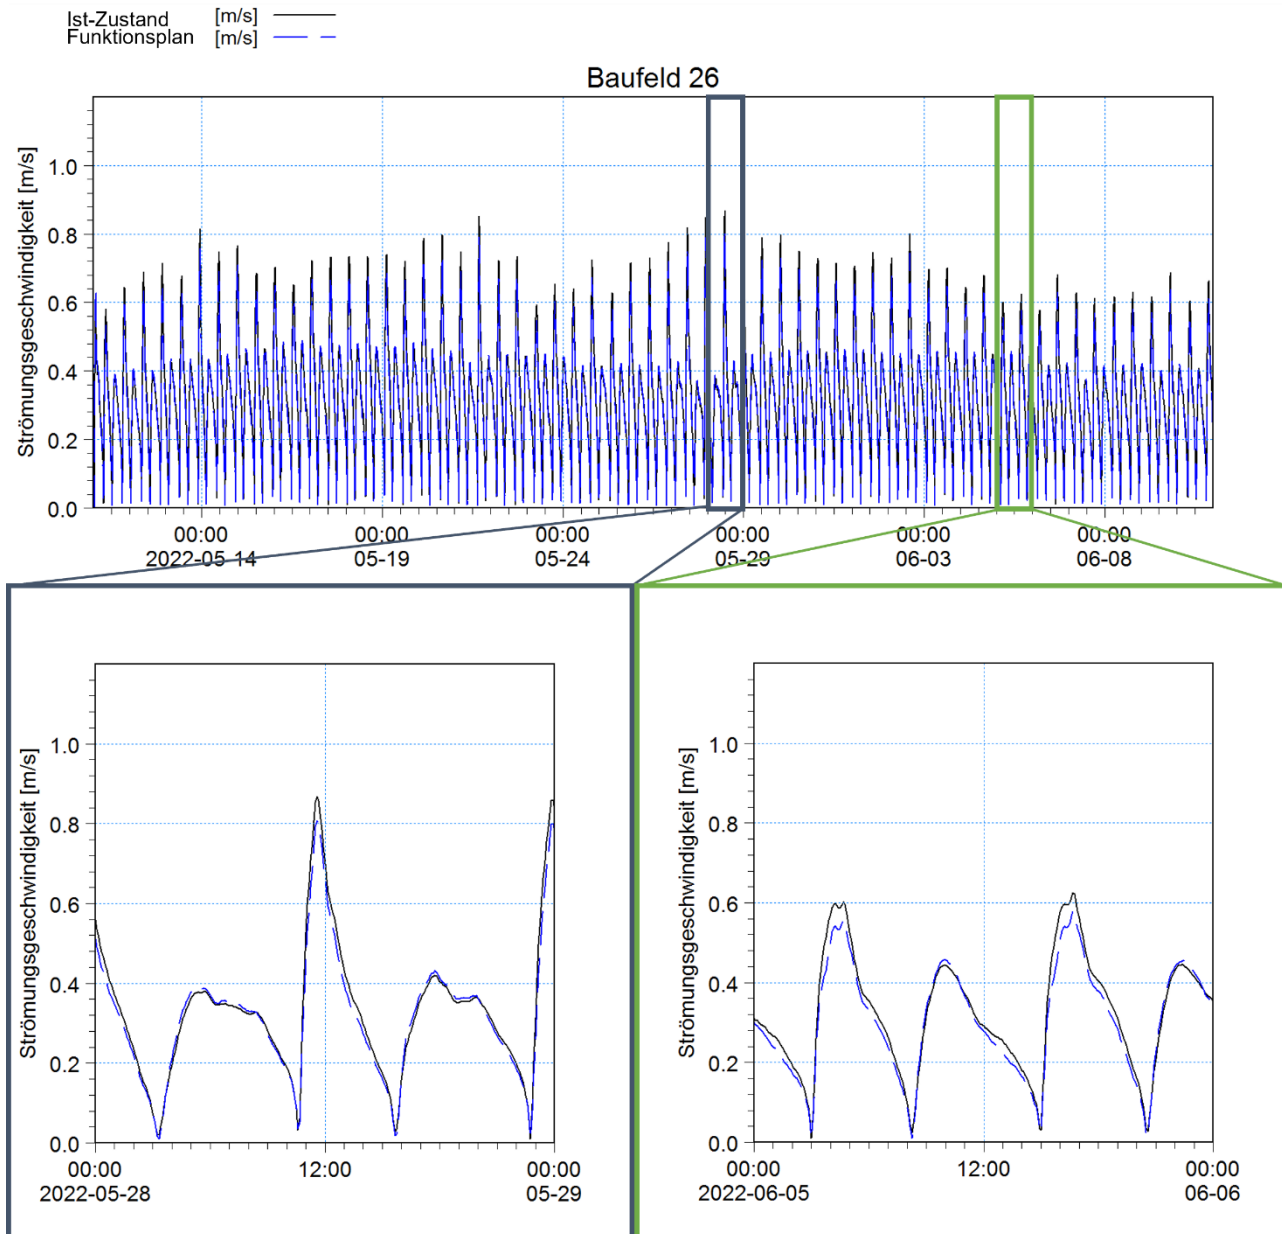 Ist-Zustand [m/s]
Funktionsplan [m/s]
Baufeld 26
Strömungsgeschwindigkeit [m/s]
1.0
0.8
0.6
0.4
0.2
0.0
00:00 00:00 00:00 00:00 00:00 00:00
2022-05-14 05-19 05-24 05-29 06-03 06-08
Strömungsgeschwindigkeit [m/s]
1.0
0.8
0.6
0.4
0.2
0.0
00:00 12:00 00:00
2022-05-28 05-29
Strömungsgeschwindigkeit [m/s]
1.0
0.8
0.6
0.4
0.2
0.0
00:00 12:00 00:00
2022-06-05 06-06